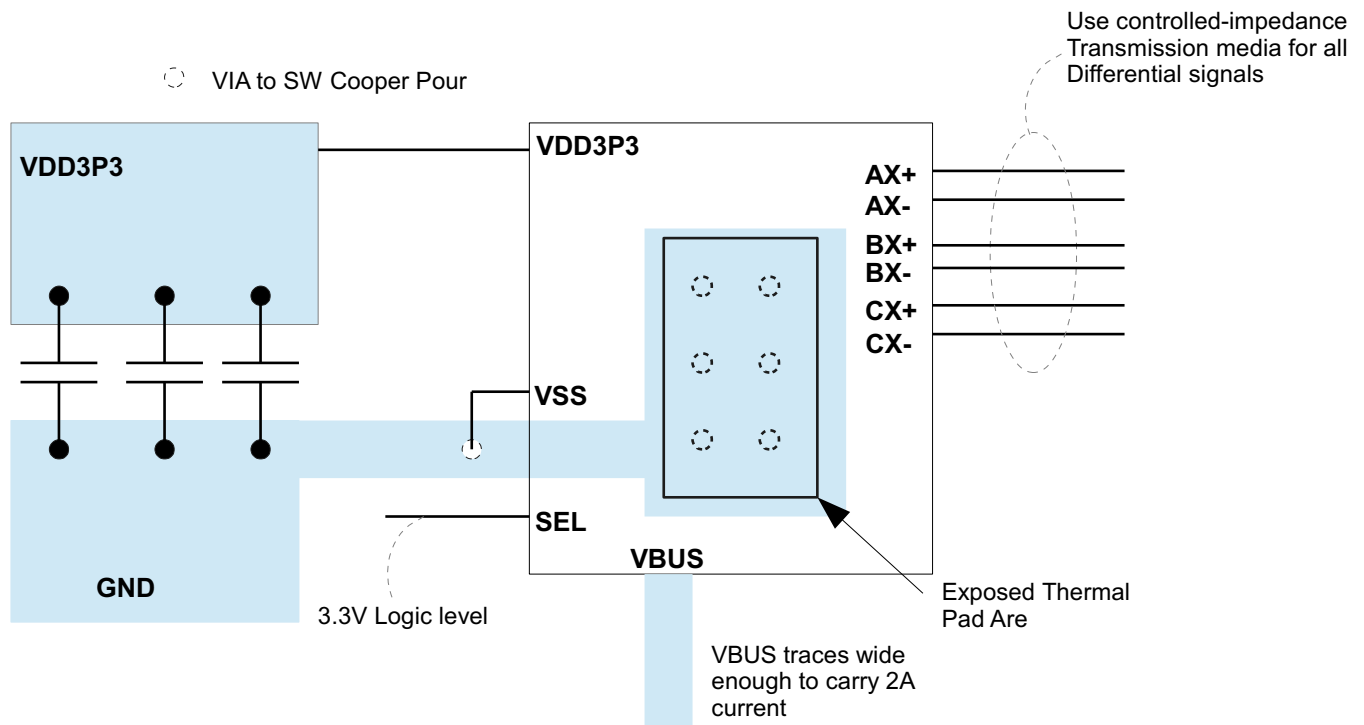 Use controlled-impedance
Transmission media for all
Differential signals
VIA to SW Cooper Pour
VDD3P3
VDD3P3
AX+
AX-
BX+
BX-
CX+
CX-
VSS
SEL
VBUS
GND
3.3V Logic level
Exposed Thermal
Pad Are
VBUS traces wide
enough to carry 2A
current